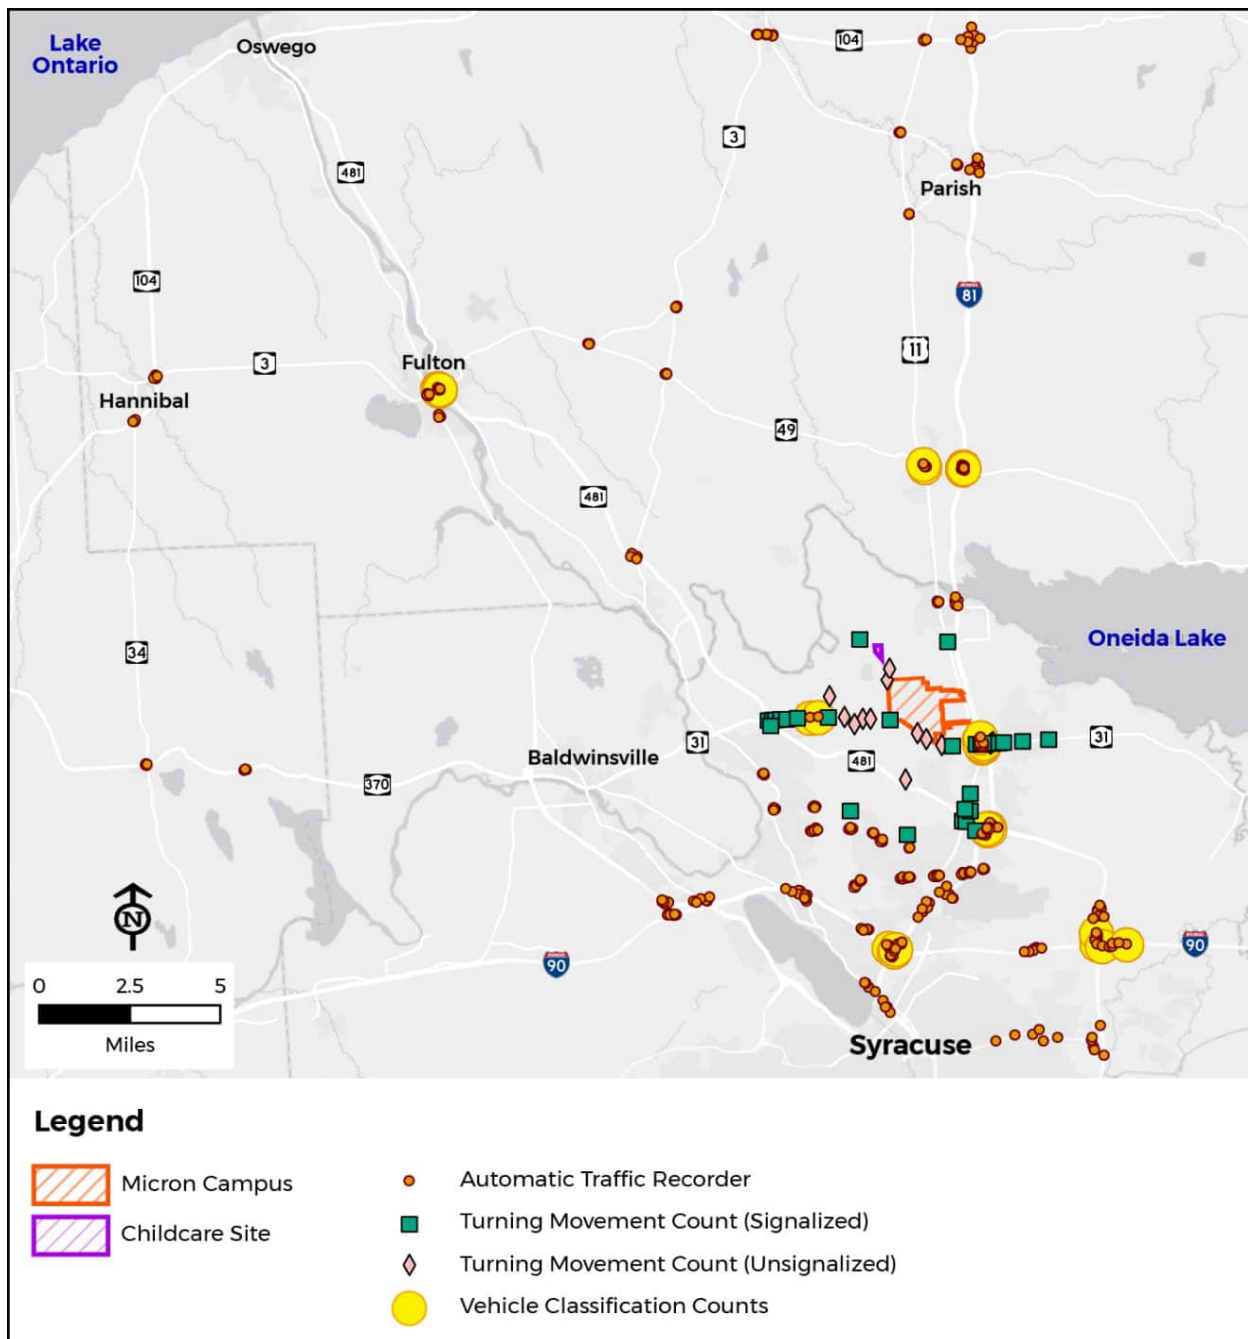 Lake
Ontario
Oswego
104
481
3
Parish
104
81
11
3
Fulton
Hannibal
49
481
34
Oneida Lake
31
31
Baldwinsville
481
370
N
90
90
0 2.5 5
Miles
Syracuse
Legend
Micron Campus
Childcare Site
Automatic Traffic Recorder
Turning Movement Count (Signalized)
Turning Movement Count (Unsignalized)
Vehicle Classification Counts